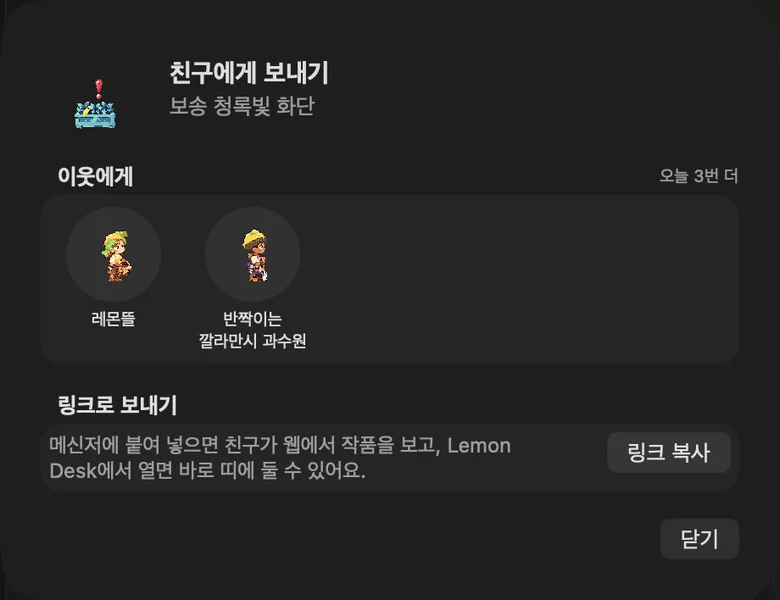 친구에게 보내기
보송 청록빛 화단
이웃에게
오늘 3번 더
레몬뜰
반짝이는
깔라만시 과수원
링크로 보내기
메신저에 붙여 넣으면 친구가 웹에서 작품을 보고, Lemon
Desk에서 열면 바로 띠에 둘 수 있어요.
링크 복사
닫기